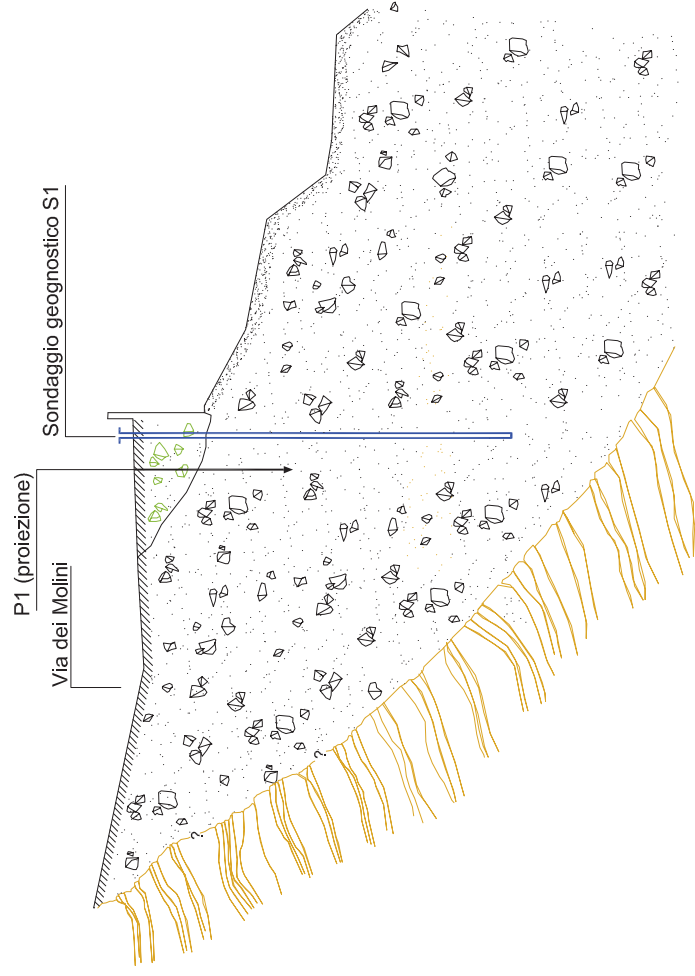 Sondaggio geognostico S1
P1 (proiezione)
Via dei Molini
?
?